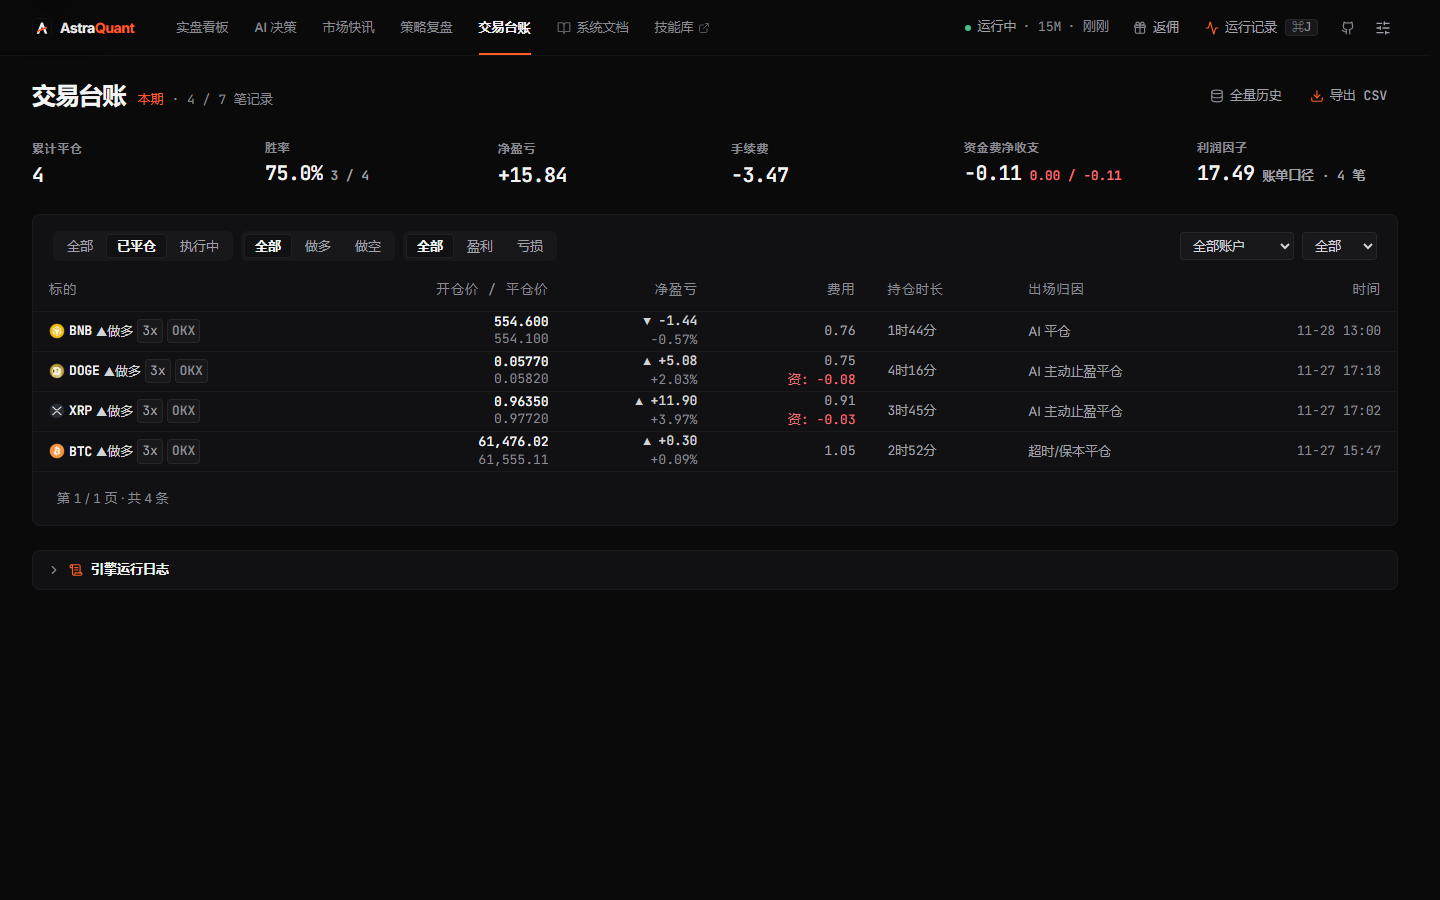 AstraQuant 实盘看板 AI 决策 市场快讯 策略复盘 交易台账 系统文档 技能库 运行中 · 15M · 刚刚 返佣 运行记录 ⌘J
交易台账 本期 · 4 / 7 笔记录 全量历史 导出 CSV
累计平仓 胜率 净盈亏 手续费 资金费净收支 利润因子
4 75.0% 3 / 4 +15.84 -3.47 -0.11 0.00 / -0.11 17.49 账单口径 · 4 笔
全部 已平仓 执行中 全部 做多 做空 全部 盈利 亏损 全部账户 全部
标的 开仓价 / 平仓价 净盈亏 费用 持仓时长 出场归因 时间
BNB ▲做多 3x OKX 554.600 ▼ -1.44 0.76 1时44分 AI 平仓 11-28 13:00
554.100 -0.57%
DOGE ▲做多 3x OKX 0.05770 ▲ +5.08 0.75 4时16分 AI 主动止盈平仓 11-27 17:18
0.05820 +2.03% 资: -0.08
XRP ▲做多 3x OKX 0.96350 ▲ +11.90 0.91 3时45分 AI 主动止盈平仓 11-27 17:02
0.97720 +3.97% 资: -0.03
BTC ▲做多 3x OKX 61,476.02 ▲ +0.30 1.05 2时52分 超时/保本平仓 11-27 15:47
61,555.11 +0.09%
第 1 / 1 页 · 共 4 条
引擎运行日志